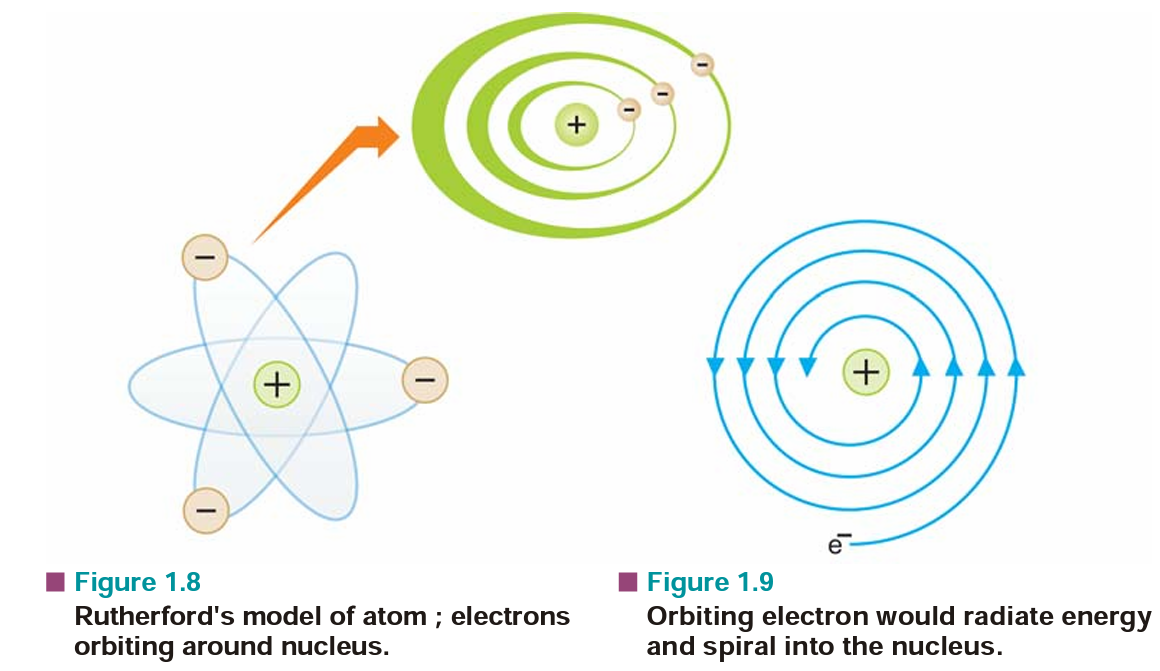 −
−
−
+
−
+
−
−
+
e−
Figure 1.8
Rutherford's model of atom ; electrons
orbiting around nucleus.
Figure 1.9
Orbiting electron would radiate energy
and spiral into the nucleus.